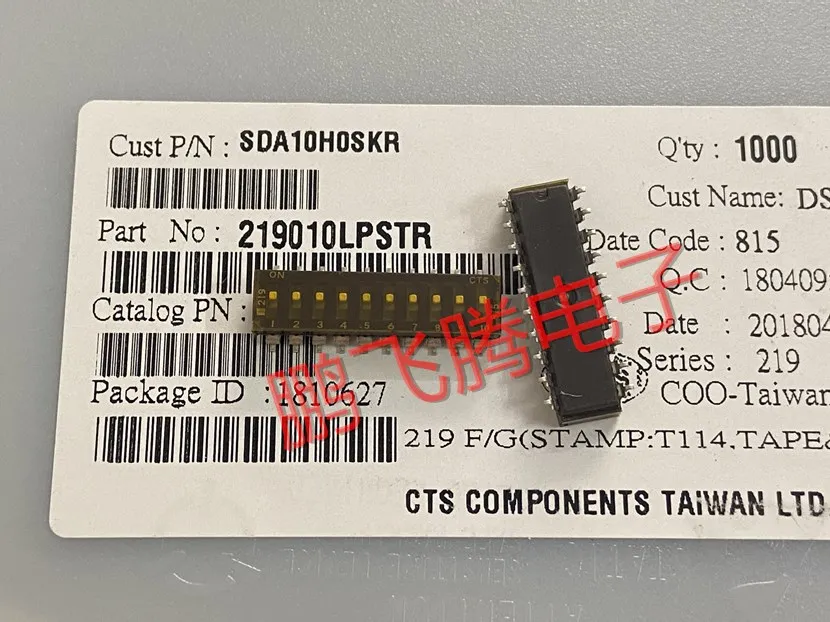 Cust P/N : SDA10H0SKR
Q'ty : 1000
Cust Name: DS
Part No : 219010LPSTR
Date Code : 815
ON
CTS
219
1 2 3 4 5 6 7 8 9 10
Q.C : 180409
Catalog PN :
Date : 201804
Series : 219
Package ID : 1810627
COO-Taiwan
鹏飞腾电子
219 F/G(STAMP:T114,TAPE&
CTS COMPONENTS TAIWAN LTD